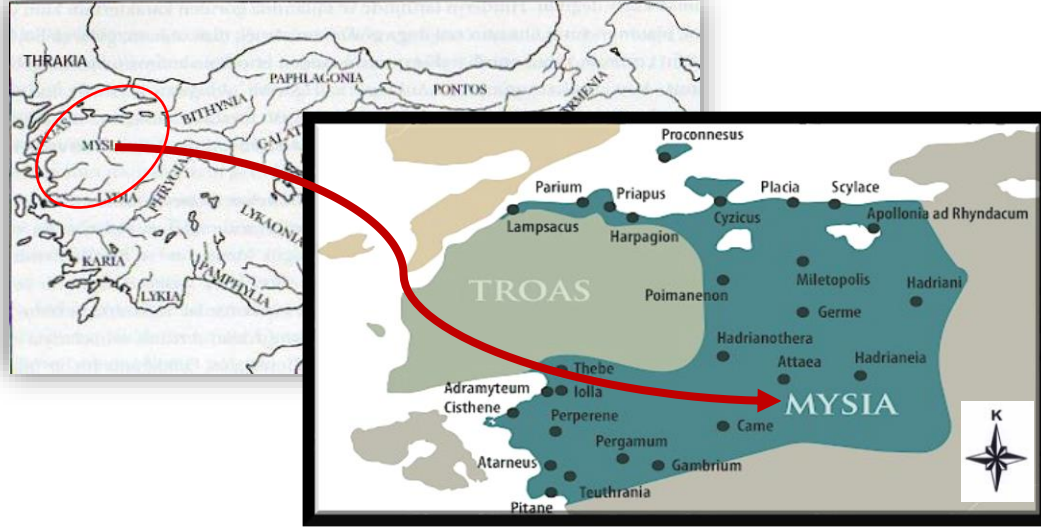 THRAKIA
PAPHLAGONIA
PONTOS
BITHYNIA
TROAS
MYSIA
PHRYGIA
LYDIA
LYKAONIA
KARIA
PAMPHYLIA
LYKIA
Proconnesus
Parium
Priapus
Placia
Scylace
Lampsacus
Harpagion
Cyzicus
Apollonia ad Rhyndacum
TROAS
Poimanenon
Miletopolis
Hadriani
Germe
Hadrianothera
Thebe
Attaea
Hadrianeia
Adramyteum
Iolla
Cisthene
MYSIA
Perperene
Came
K
Pergamum
Atarneus
Gambrium
Teuthrania
Pitane